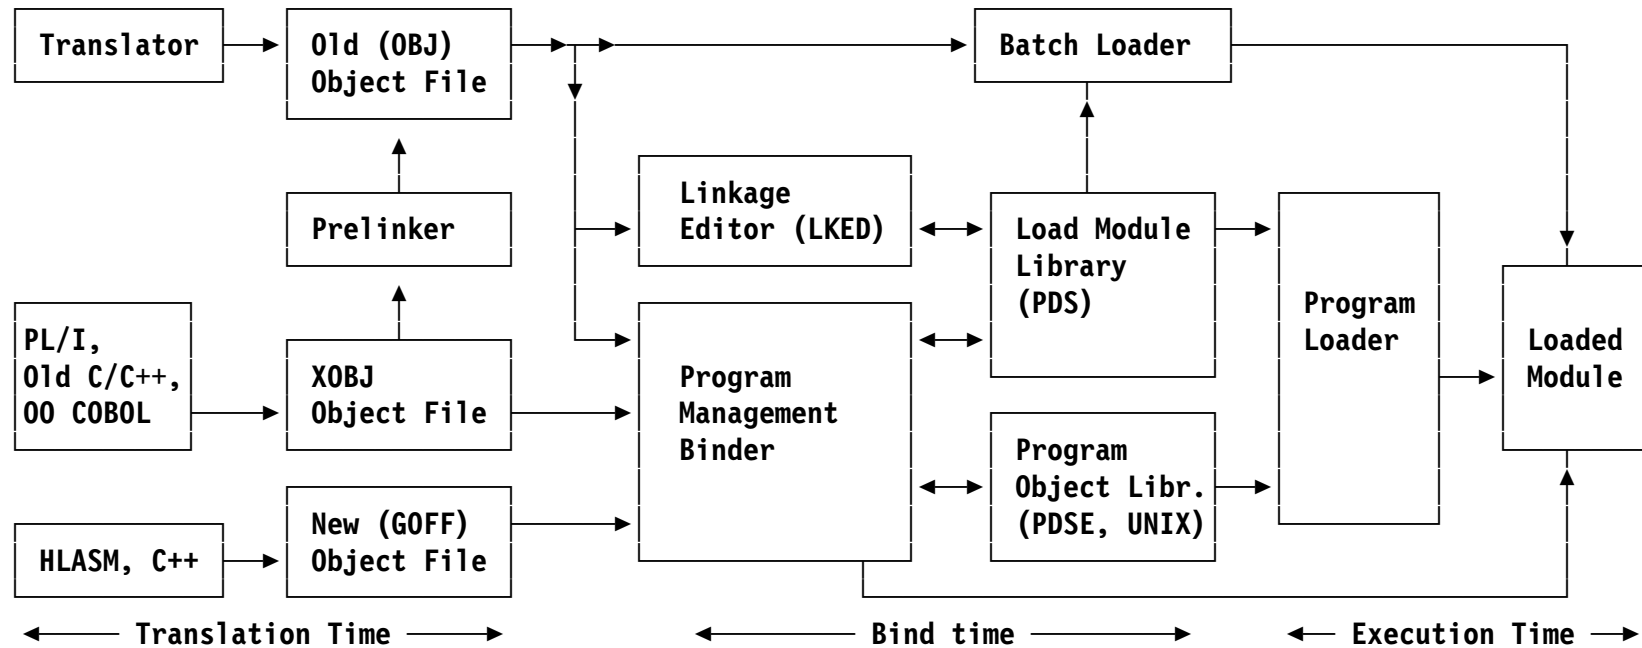 Translator
Old (OBJ)
Object File
Batch Loader
Linkage
Editor (LKED)
Prelinker
Load Module
Library
(PDS)
Program
Loader
Loaded
Module
PL/I,
Old C/C++,
OO COBOL
XOBJ
Object File
Program
Management
Binder
Program
Object Libr.
(PDSE, UNIX)
New (GOFF)
Object File
HLASM, C++
Translation Time
Bind time
Execution Time